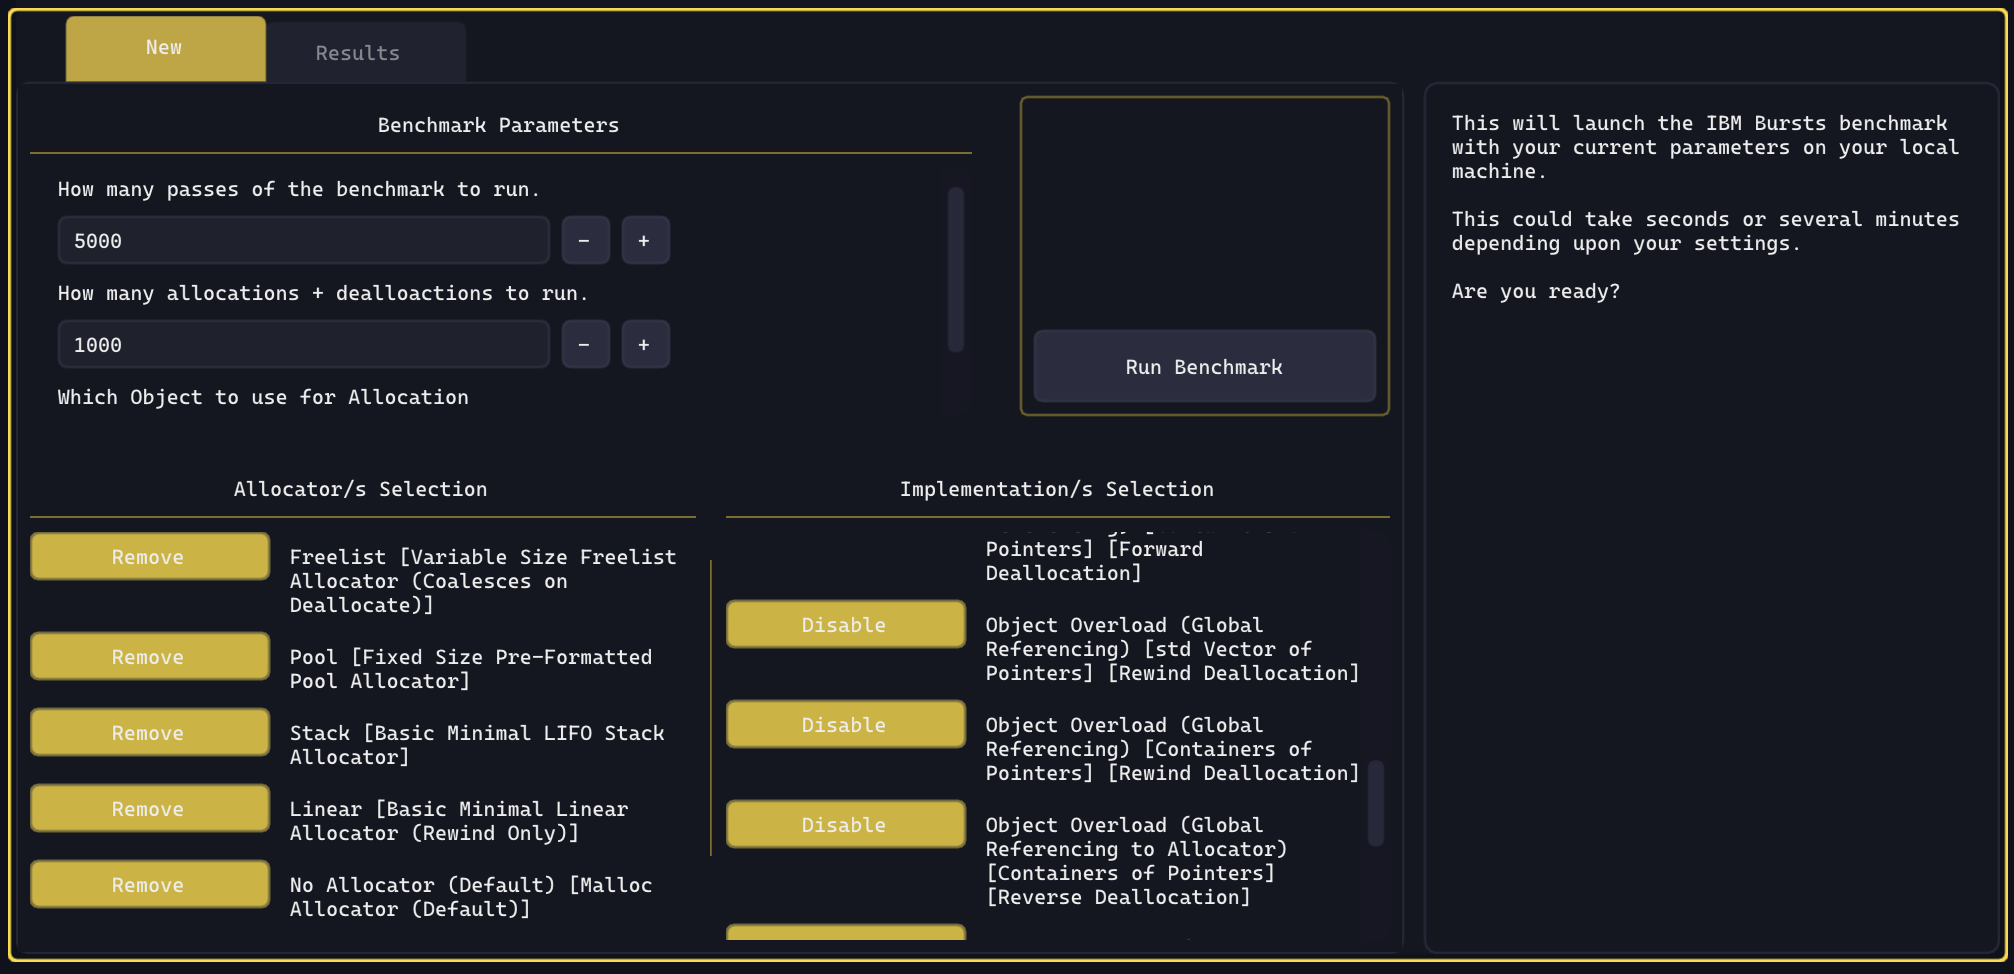 New
Results
Benchmark Parameters
How many passes of the benchmark to run.
5000
-
+
How many allocations + dealloactions to run.
1000
-
+
Which Object to use for Allocation
Run Benchmark
Allocator/s Selection
Remove
Freelist [Variable Size Freelist
Allocator (Coalesces on
Deallocate)]
Remove
Pool [Fixed Size Pre-Formatted
Pool Allocator]
Remove
Stack [Basic Minimal LIFO Stack
Allocator]
Remove
Linear [Basic Minimal Linear
Allocator (Rewind Only)]
Remove
No Allocator (Default) [Malloc
Allocator (Default)]
Implementation/s Selection
Pointers] [Forward
Deallocation]
Disable
Object Overload (Global
Referencing) [std Vector of
Pointers] [Rewind Deallocation]
Disable
Object Overload (Global
Referencing) [Containers of
Pointers] [Rewind Deallocation]
Disable
Object Overload (Global
Referencing to Allocator)
[Containers of Pointers]
[Reverse Deallocation]
This will launch the IBM Bursts benchmark
with your current parameters on your local
machine.
This could take seconds or several minutes
depending upon your settings.
Are you ready?